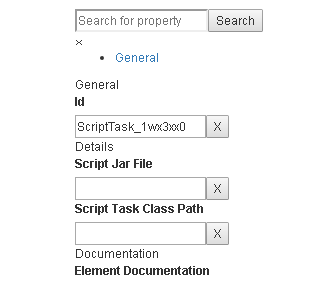 Search for property Search
×
General
General
Id
ScriptTask_1wx3xx0 X
Details
Script Jar File
X
Script Task Class Path
X
Documentation
Element Documentation